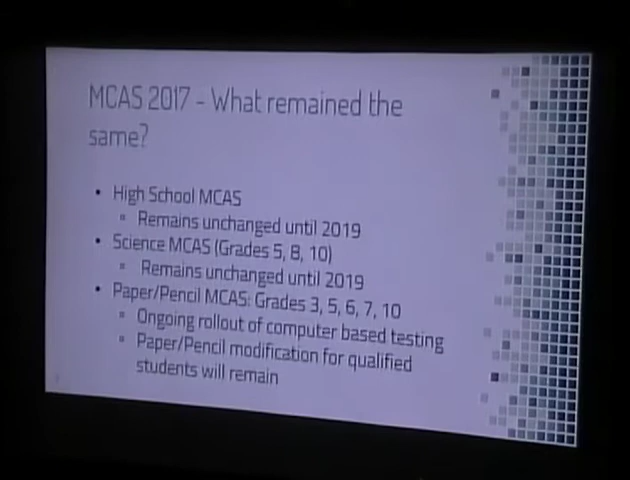 MCAS 2017 - What remained the
same?
• High School MCAS
▫ Remains unchanged until 2019
• Science MCAS (Grades 5, 8, 10)
▫ Remains unchanged until 2019
• Paper/Pencil MCAS: Grades 3, 5, 6, 7, 10
▫ Ongoing rollout of computer based testing
▫ Paper/Pencil modification for qualified
students will remain